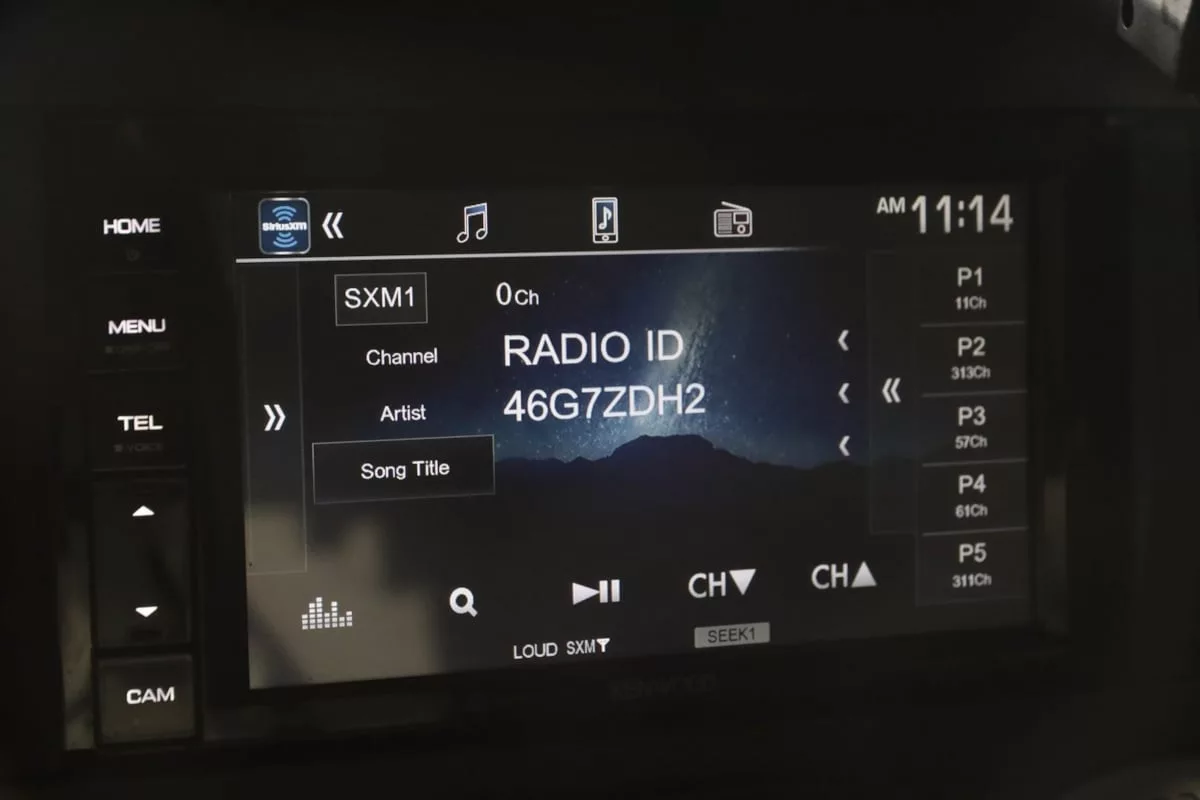 HOME
MENU
TEL
CAM
SiriusXM
AM 11:14
SXM1
0Ch
Channel
RADIO ID
Artist
46G7ZDH2
Song Title
P1
11Ch
P2
313Ch
P3
57Ch
P4
61Ch
P5
311Ch
CH▼
CH▲
LOUD SXM
SEEK1
KENWOOD